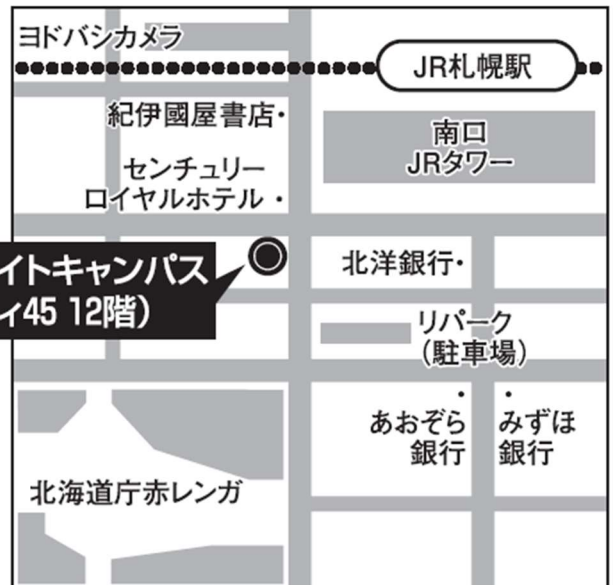 ヨドバシカメラ
JR札幌駅
紀伊國屋書店・
南口
JRタワー
センチュリー
ロイヤルホテル・
イトキャンパス
ィ45 12階）
北洋銀行・
リパーク
（駐車場）
あおぞら
銀行
みずほ
銀行
北海道庁赤レンガ